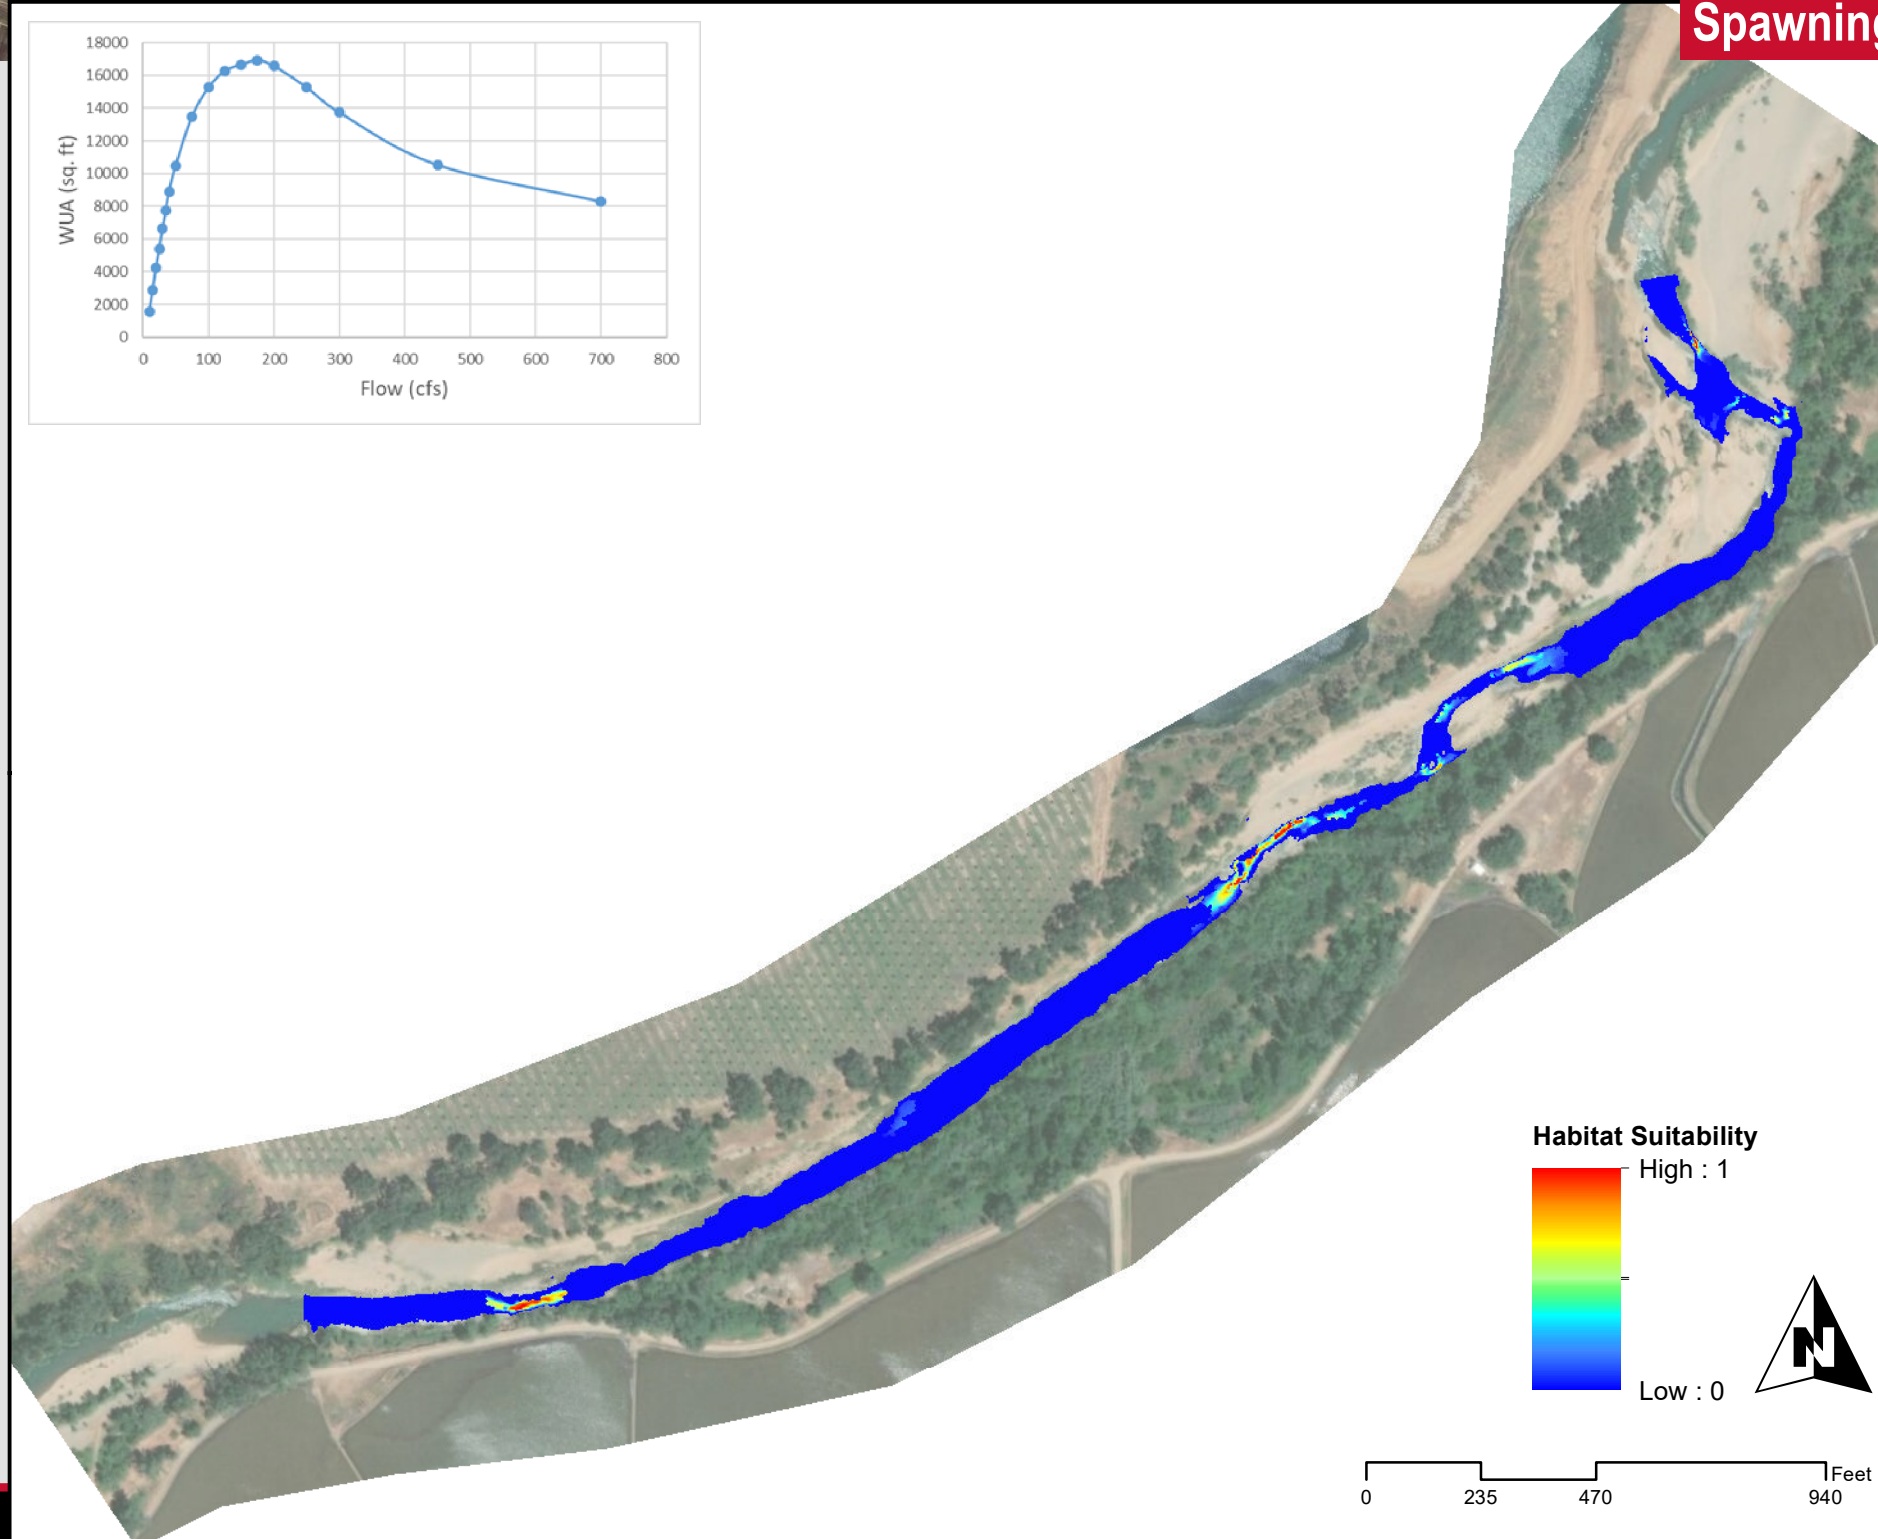 Spawning
18000
16000
14000
12000
10000
8000
6000
4000
2000
0
WUA (sq. ft)
0 100 200 300 400 500 600 700 800
Flow (cfs)
Habitat Suitability
High : 1
Low : 0
N
Feet
0 235 470 940